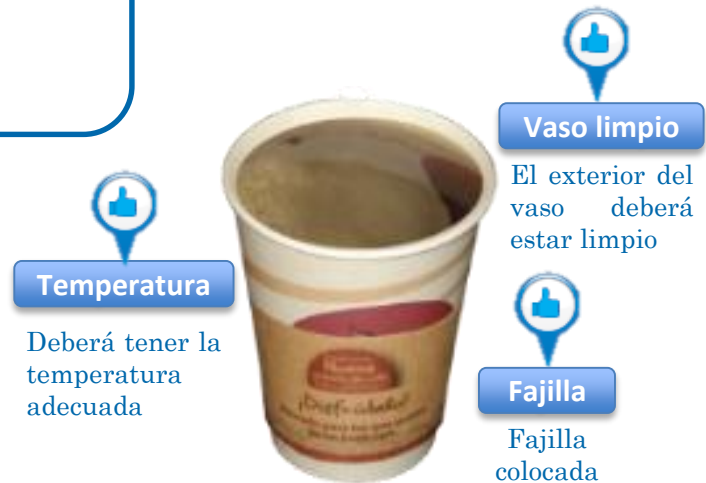 Vaso limpio
El exterior del
vaso deberá
estar limpio
Temperatura
Deberá tener la
temperatura
adecuada
Fajilla
Fajilla
colocada